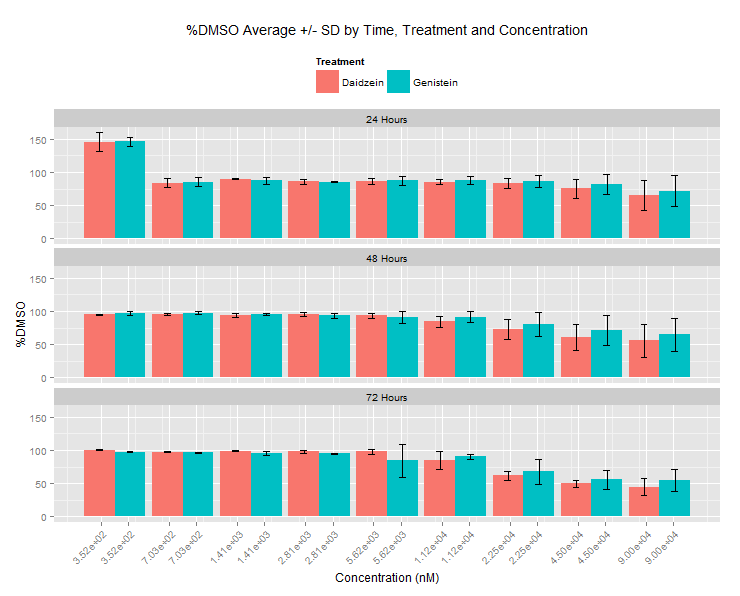 %DMSO Average +/- SD by Time, Treatment and Concentration
Treatment
Daidzein Genistein
24 Hours
150
100
50
0
48 Hours
150
100
50
0
%DMSO
72 Hours
150
100
50
0
3.52e+02 3.52e+02 7.03e+02 7.03e+02 1.41e+03 1.41e+03 2.81e+03 2.81e+03 5.62e+03 5.62e+03 1.12e+04 1.12e+04 2.25e+04 2.25e+04 4.50e+04 4.50e+04 9.00e+04 9.00e+04
Concentration (nM)